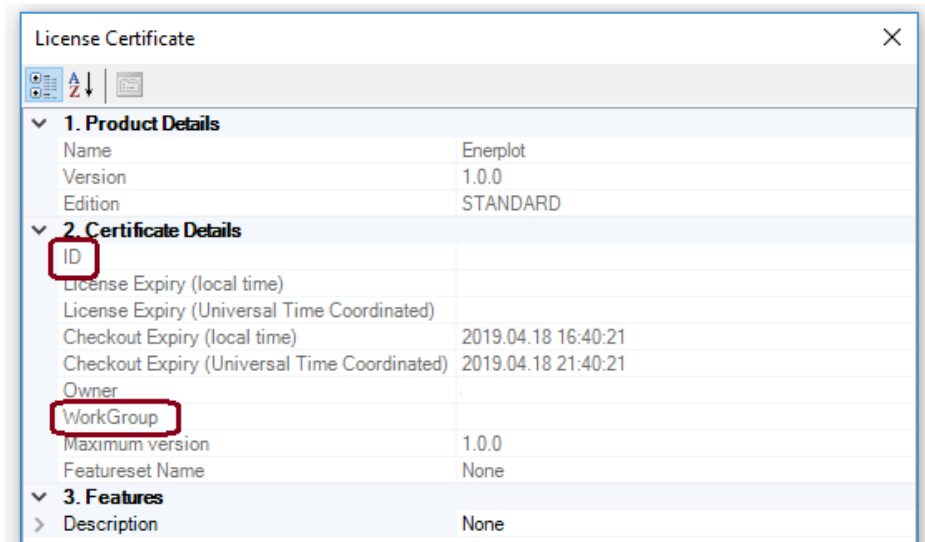 License Certificate
1. Product Details
Name Enerplot
Version 1.0.0
Edition STANDARD
2. Certificate Details
ID
License Expiry (local time)
License Expiry (Universal Time Coordinated)
Checkout Expiry (local time) 2019.04.18 16:40:21
Checkout Expiry (Universal Time Coordinated) 2019.04.18 21:40:21
Owner
WorkGroup
Maximum version 1.0.0
Featureset Name None
3. Features
Description None